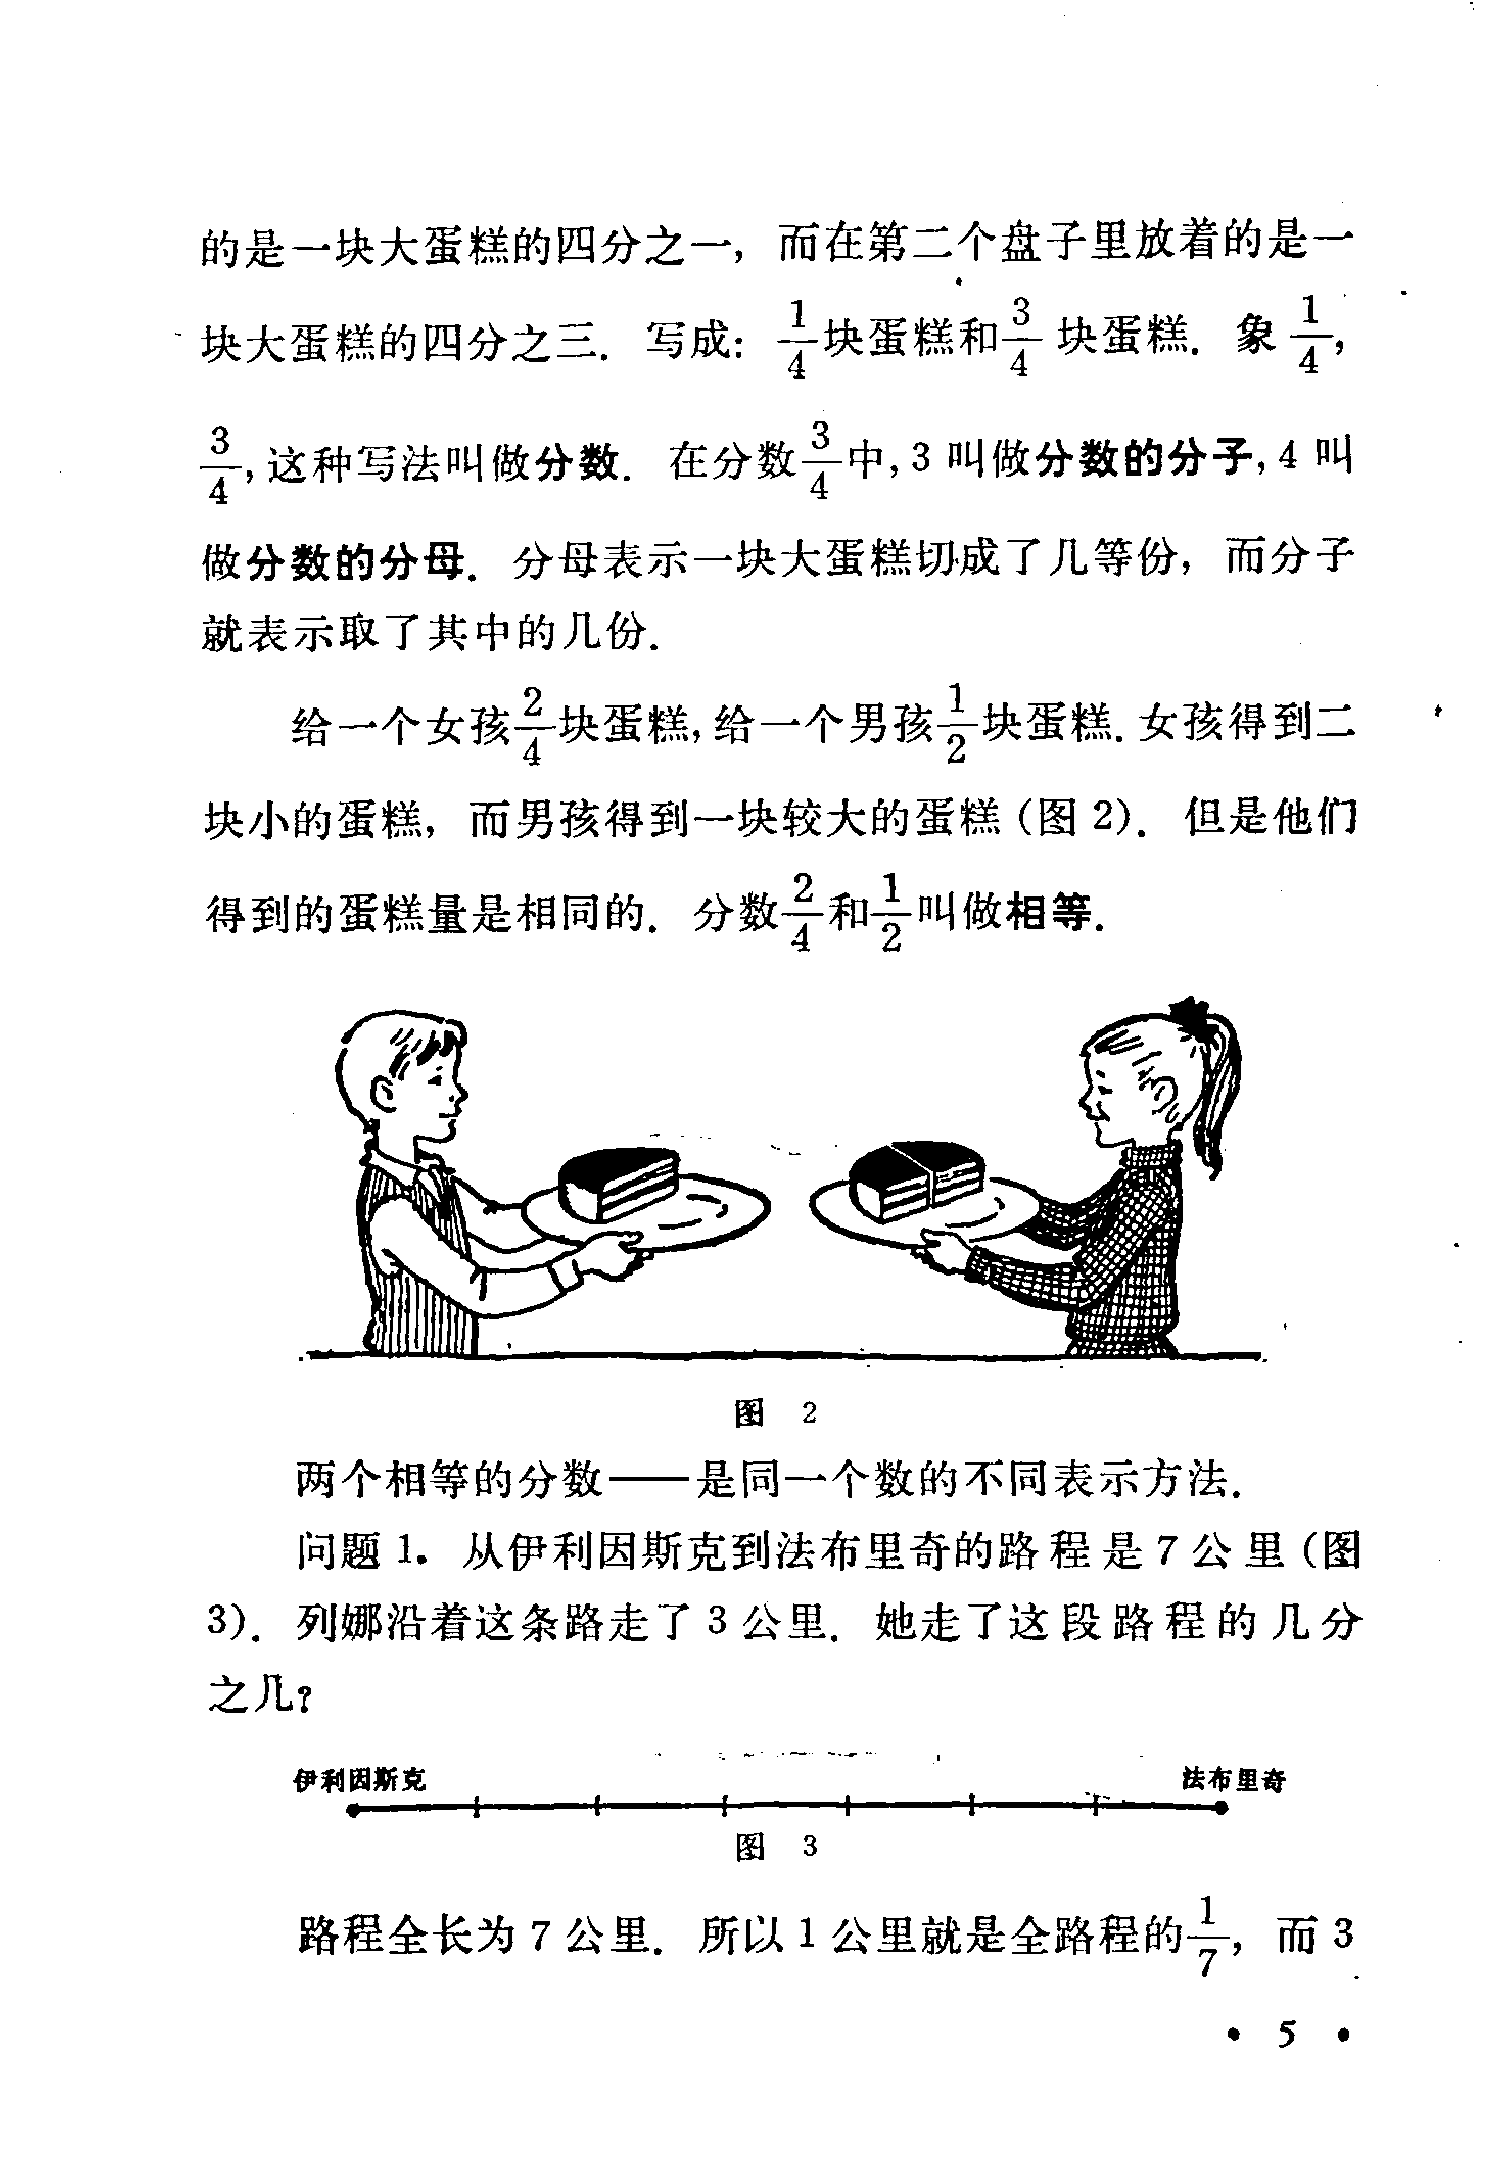 的是一块大蛋糕的四分之一，而在第二个盘子里放着的是一
块大蛋糕的四分之三．写成：1/4块蛋糕和3/4块蛋糕．象1/4，
3/4，这种写法叫做分数．在分数3/4中，3叫做分数的分子，4叫
做分数的分母．分母表示一块大蛋糕切成了几等份，而分子
就表示取了其中的几份．
给一个女孩2/4块蛋糕，给一个男孩1/2块蛋糕．女孩得到二
块小的蛋糕，而男孩得到一块较大的蛋糕（图2）．但是他们
得到的蛋糕量是相同的．分数2/4和1/2叫做相等．
图 2
两个相等的分数——是同一个数的不同表示方法．
问题1．从伊利因斯克到法布里奇的路程是7公里（图
3）．列娜沿着这条路走了3公里．她走了这段路程的几分
之几？
伊利因斯克 法布里奇
图 3
路程全长为7公里．所以1公里就是全路程的1/7，而3
• 5 •